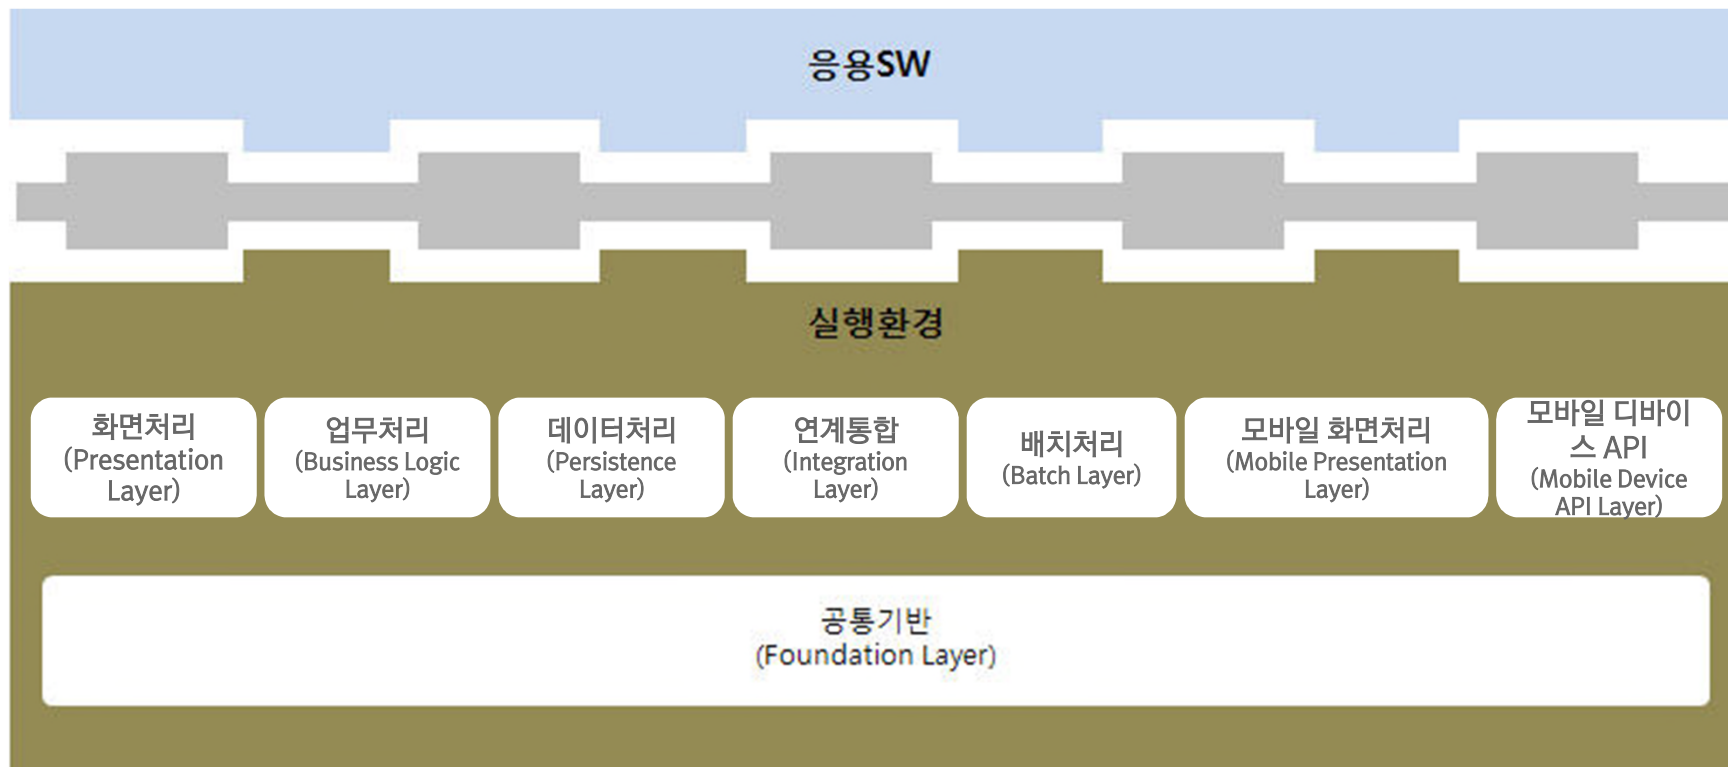 응용SW
실행환경
화면처리
(Presentation
Layer)
업무처리
(Business Logic
Layer)
데이터처리
(Persistence
Layer)
연계통합
(Integration
Layer)
배치처리
(Batch Layer)
모바일 화면처리
(Mobile Presentation
Layer)
모바일 디바이
스 API
(Mobile Device
API Layer)
공통기반
(Foundation Layer)